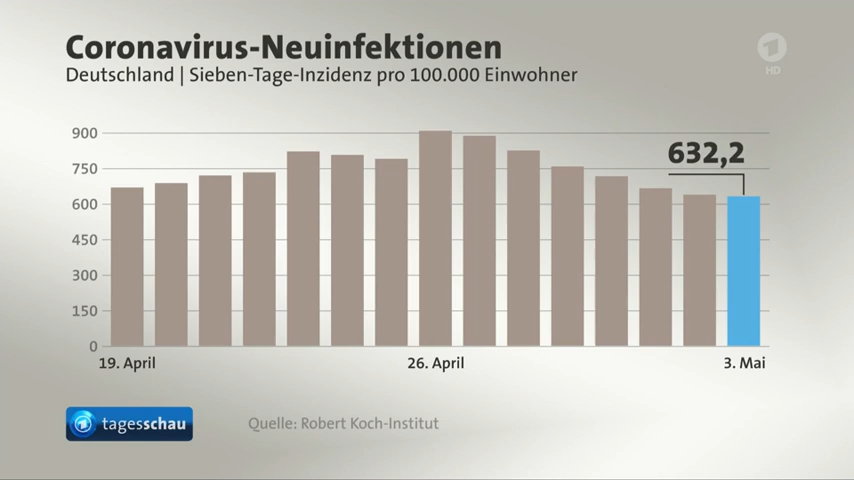 Coronavirus-Neuinfektionen
Deutschland | Sieben-Tage-Inzidenz pro 100.000 Einwohner
HD
900
632,2
750
600
450
300
150
0
19. April
26. April
3. Mai
tagesschau
Quelle: Robert Koch-Institut